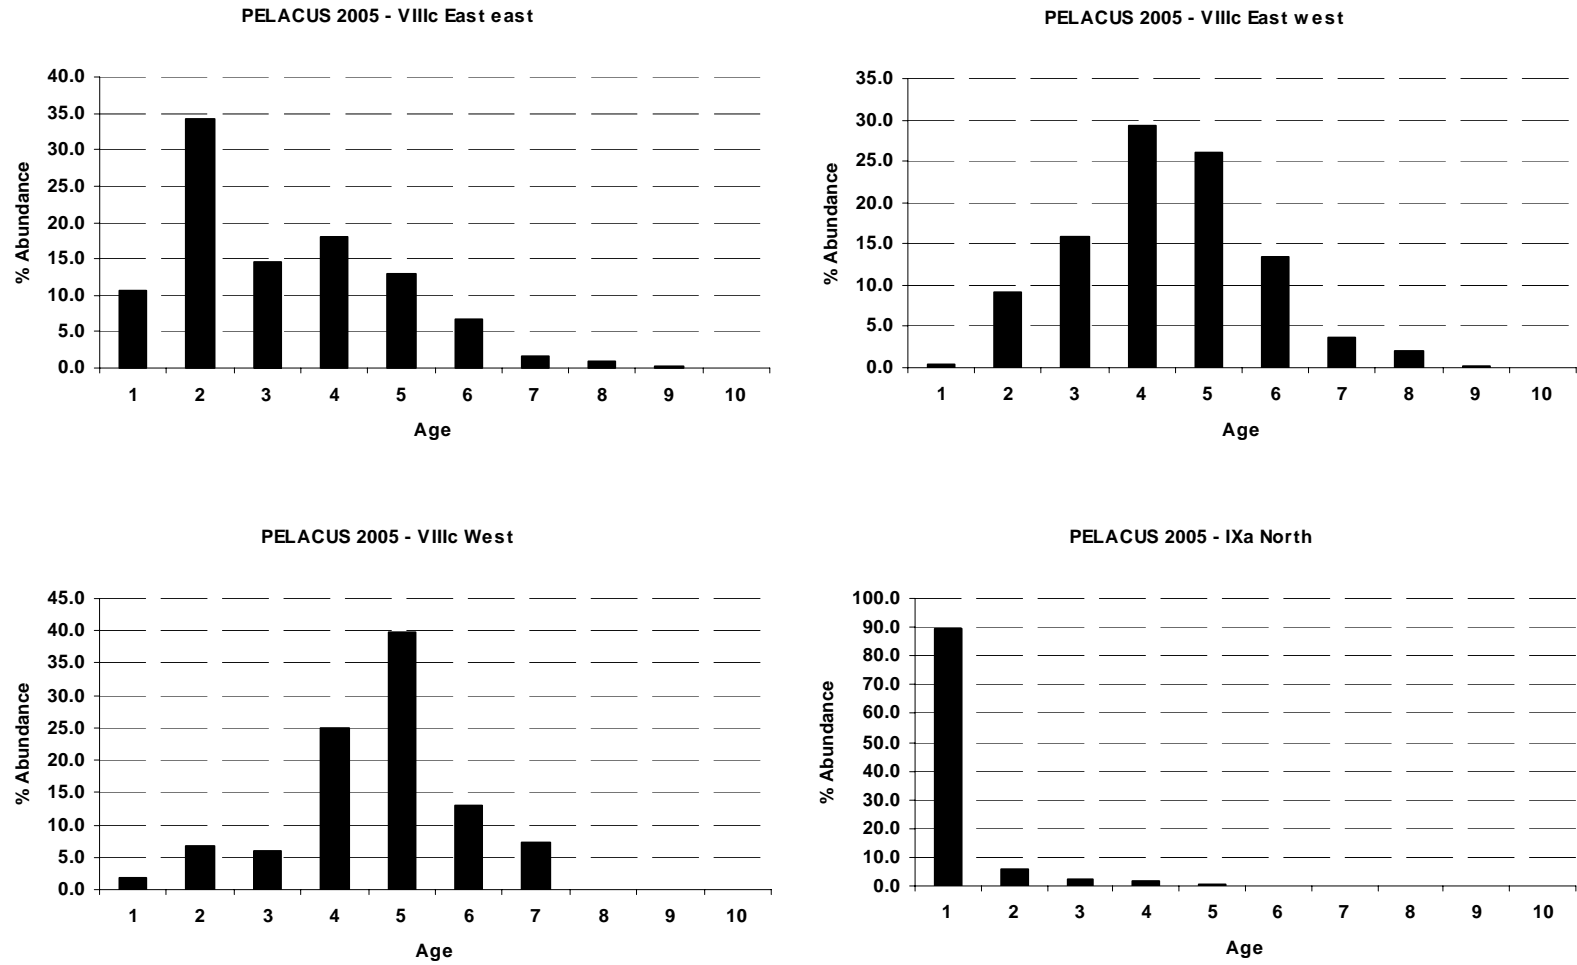 PELACUS 2005 - VIIIc East east
% Abundance
40.0
35.0
30.0
25.0
20.0
15.0
10.0
5.0
0.0
1 2 3 4 5 6 7 8 9 10
Age
PELACUS 2005 - VIIIc East west
% Abundance
35.0
30.0
25.0
20.0
15.0
10.0
5.0
0.0
1 2 3 4 5 6 7 8 9 10
Age
PELACUS 2005 - VIIIc West
% Abundance
45.0
40.0
35.0
30.0
25.0
20.0
15.0
10.0
5.0
0.0
1 2 3 4 5 6 7 8 9 10
Age
PELACUS 2005 - IXa North
% Abundance
100.0
90.0
80.0
70.0
60.0
50.0
40.0
30.0
20.0
10.0
0.0
1 2 3 4 5 6 7 8 9 10
Age